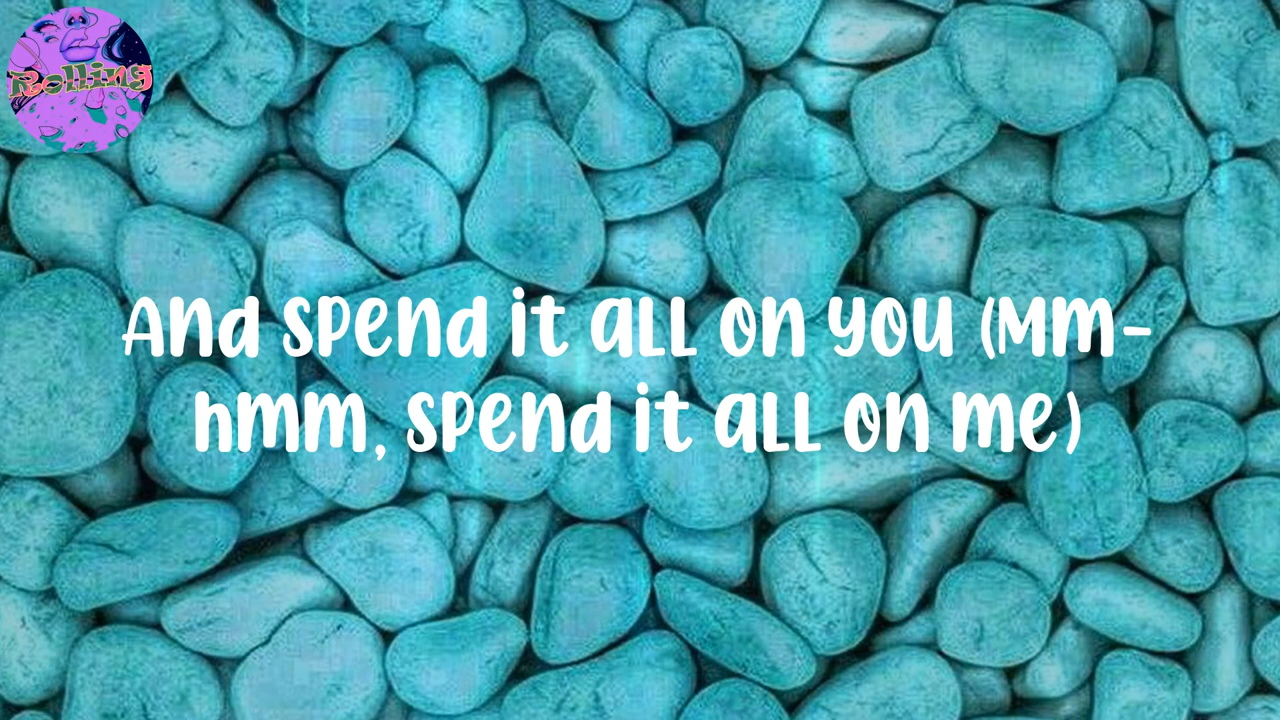 Rolling
And spend it all on you (Mm-
hmm, spend it all on me)